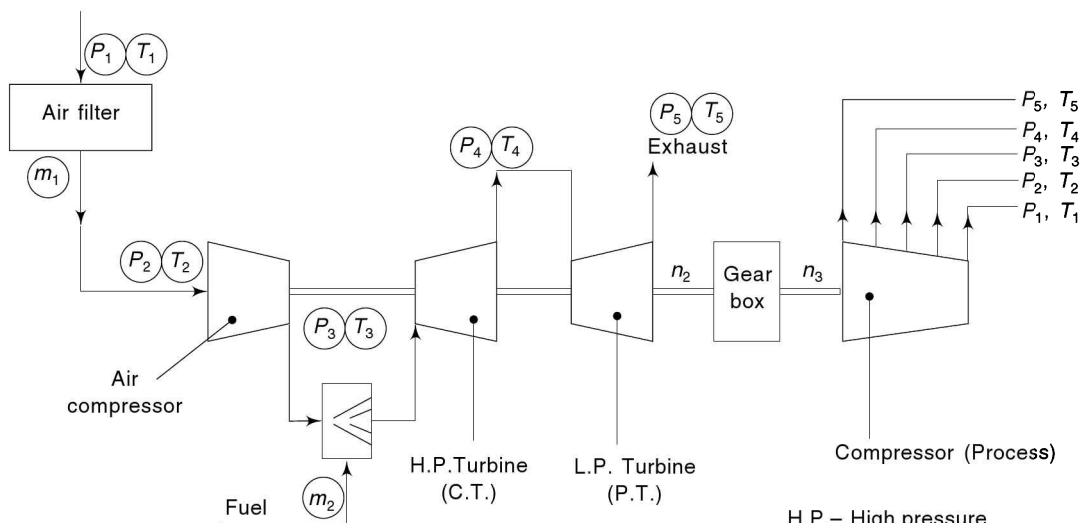 P₁ T₁
Air filter
m₁
P₂ T₂
Air
compressor
P₃ T₃
Fuel
m₂
P₄ T₄
H.P.Turbine
(C.T.)
P₅ T₅
Exhaust
L.P. Turbine
(P.T.)
n₂
Gear
box
n₃
P₅, T₅
P₄, T₄
P₃, T₃
P₂, T₂
P₁, T₁
Compressor (Process)
H.P – High pressure